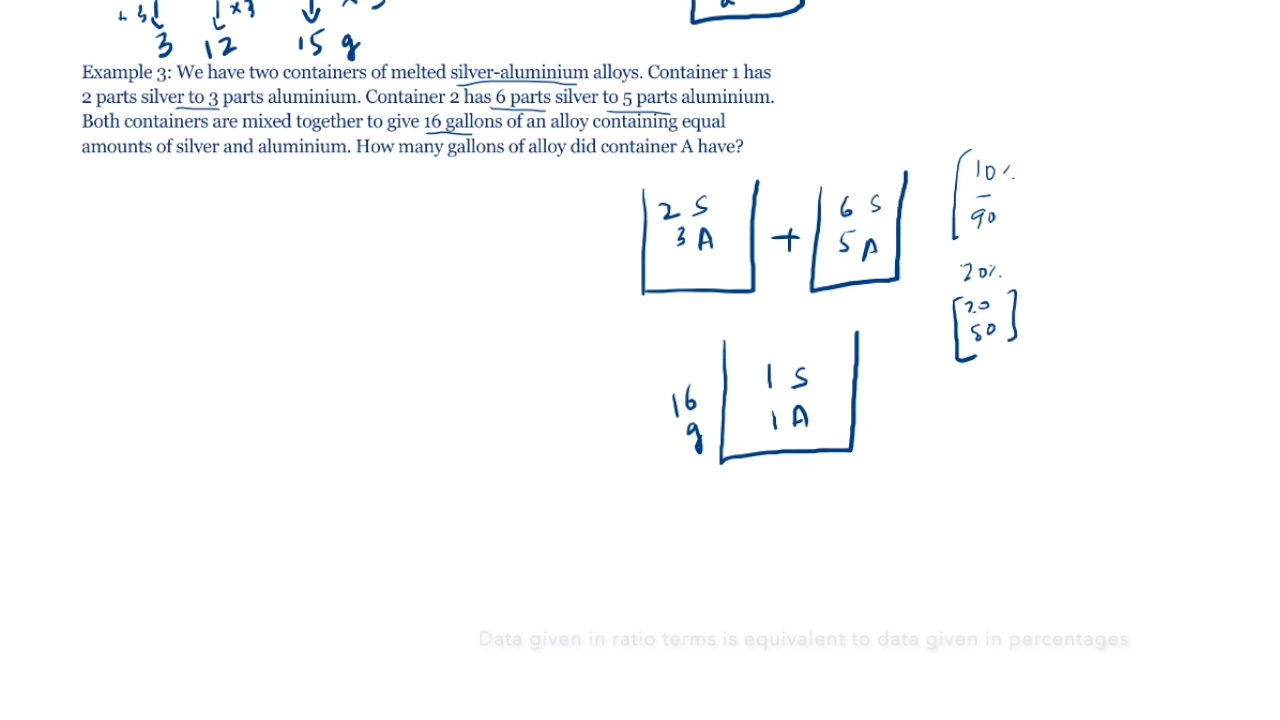 3 12 15 g
Example 3: We have two containers of melted silver-aluminium alloys. Container 1 has
2 parts silver to 3 parts aluminium. Container 2 has 6 parts silver to 5 parts aluminium.
Both containers are mixed together to give 16 gallons of an alloy containing equal
amounts of silver and aluminium. How many gallons of alloy did container A have?
2 S
3 A
+
6 S
5 A
10%
90
20%
20
80
16
g
1 S
1 A
Data given in ratio terms is equivalent to data given in percentages